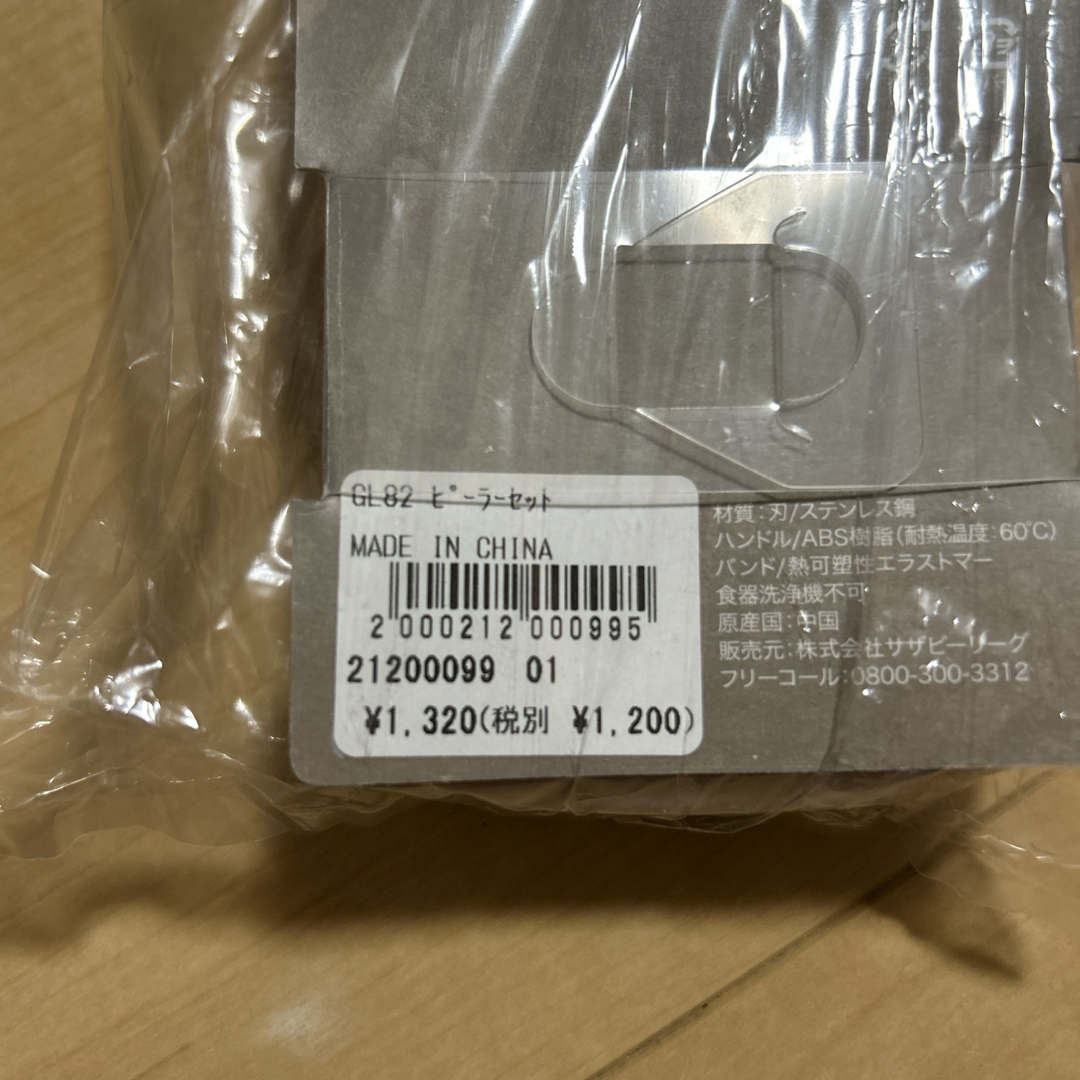 GL82 ピーラーセット
MADE IN CHINA
2 000212 000995
21200099 01
¥1,320(税別 ¥1,200)
材質:刃/ステンレス鋼
ハンドル/ABS樹脂(耐熱温度:60℃)
バンド/熱可塑性エラストマー
食器洗浄機不可
原産国:中国
販売元:株式会社サザビーリーグ
フリーコール:0800-300-3312